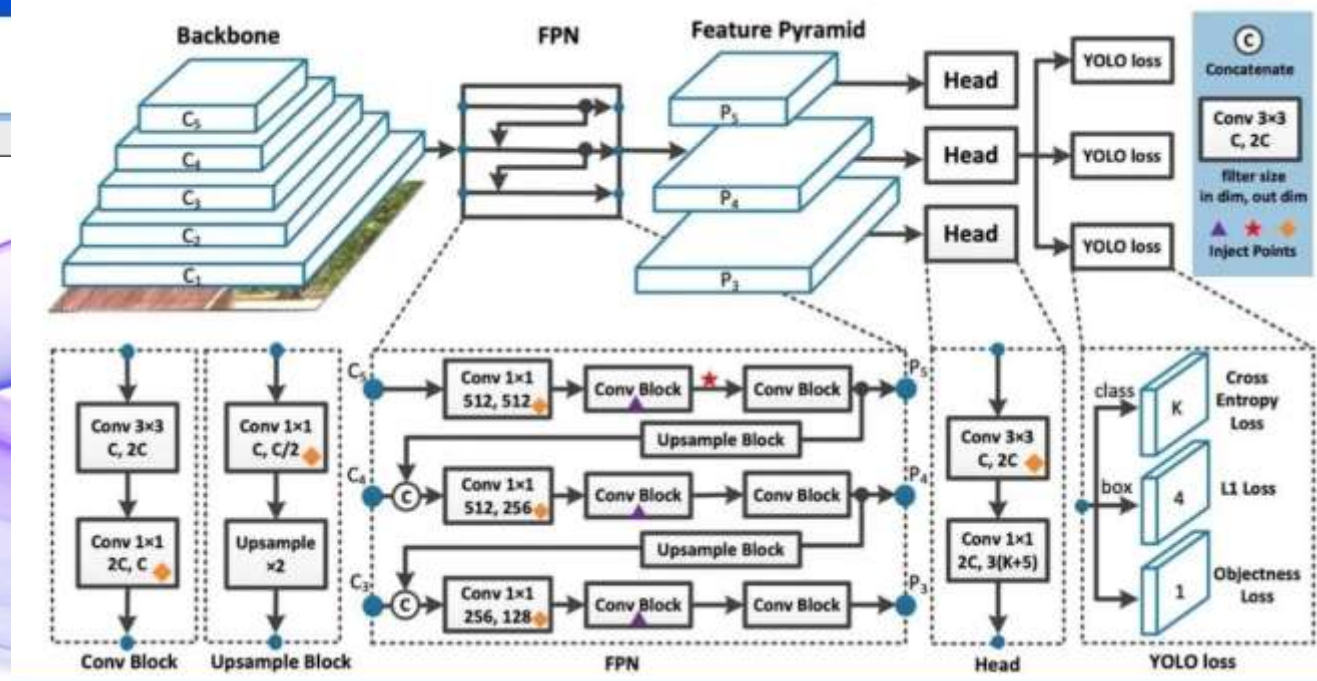 Backbone
FPN
Feature Pyramid
C5
C4
C3
C2
C1
P5
P4
P3
Head
Head
Head
YOLO loss
YOLO loss
YOLO loss
C
Concatenate
Conv 3×3
C, 2C
filter size
in dim, out dim
Inject Points
Conv 3×3
C, 2C
Conv 1×1
2C, C
Conv Block
Conv 1×1
C, C/2
Upsample
×2
Upsample Block
C5
Conv 1×1
512, 512
Conv Block
Conv Block
P5
Upsample Block
C4
C
Conv 1×1
512, 256
Conv Block
Conv Block
P4
Upsample Block
C3
C
Conv 1×1
256, 128
Conv Block
Conv Block
P3
FPN
Conv 3×3
C, 2C
Conv 1×1
2C, 3(K+5)
Head
class
K
Cross
Entropy
Loss
box
4
L1 Loss
1
Objectness
Loss
YOLO loss